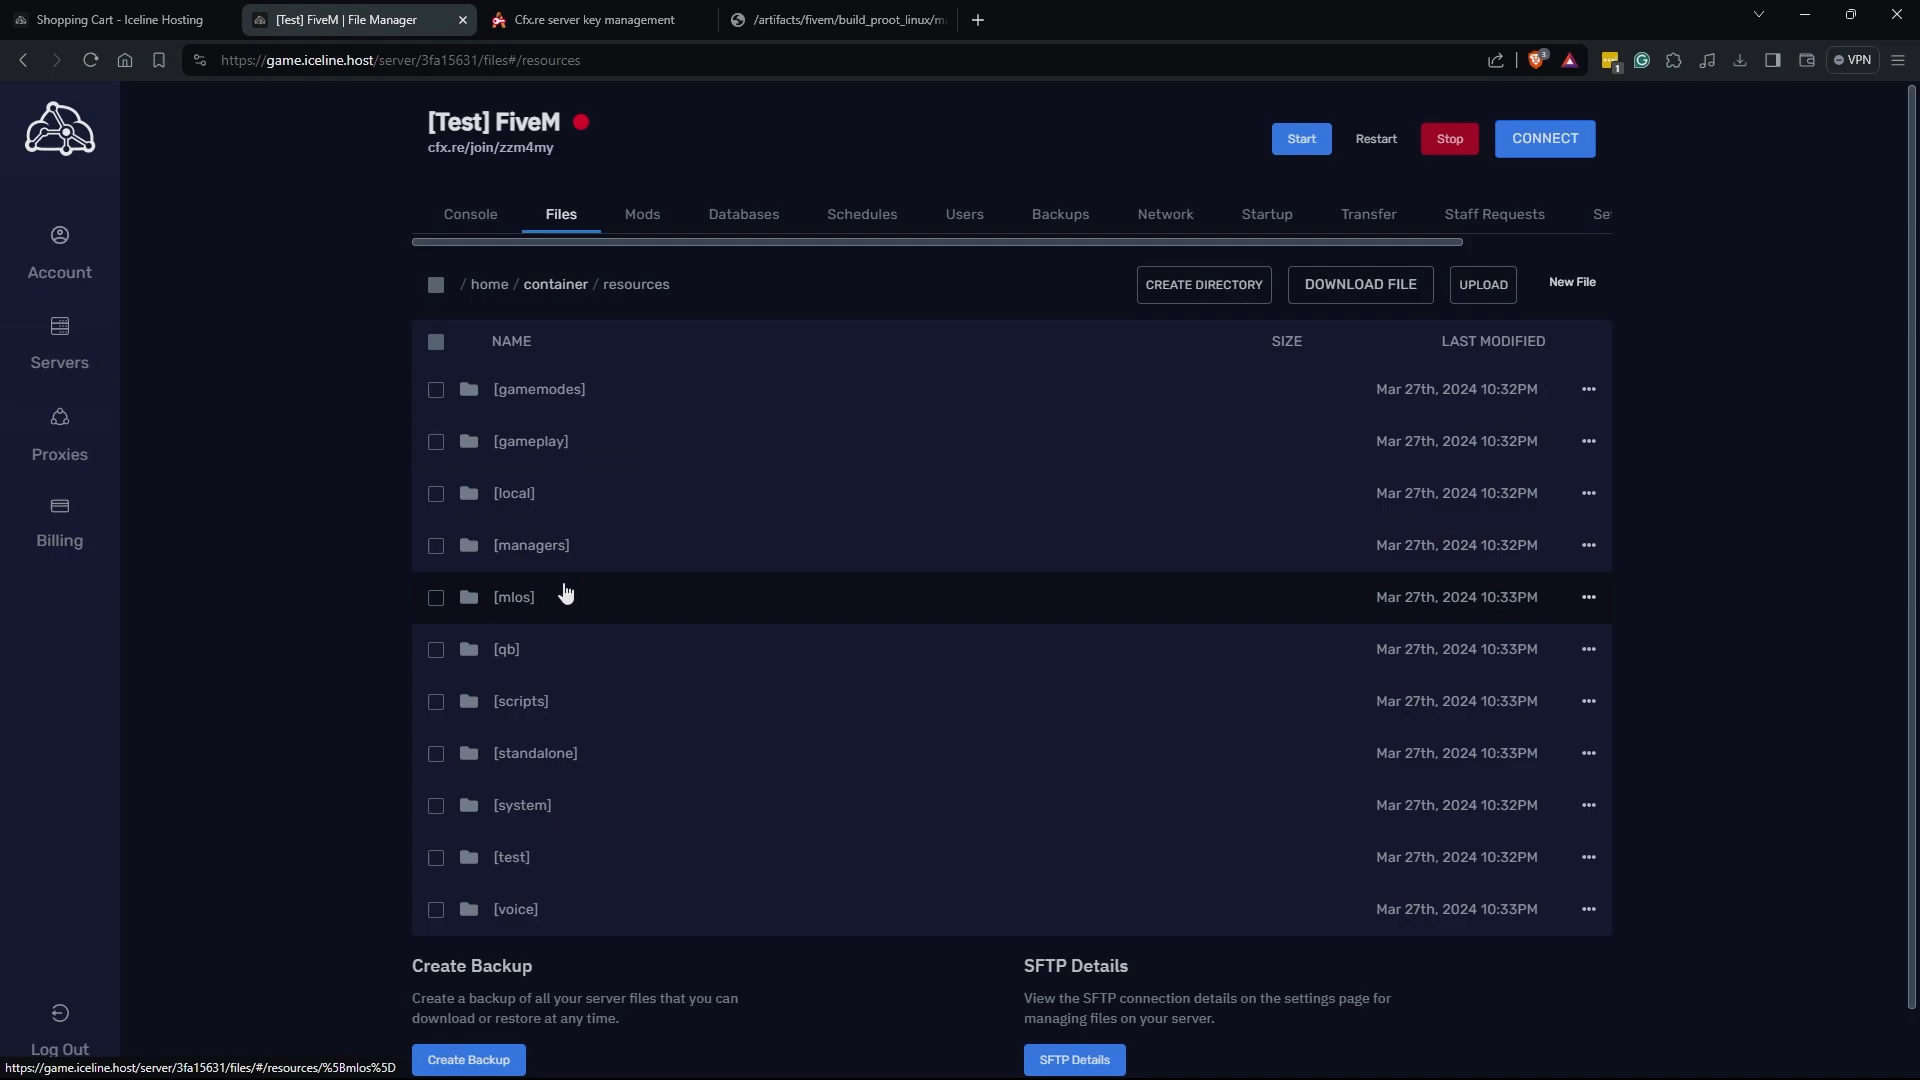 Shopping Cart - Iceline Hosting
[Test] FiveM | File Manager
Cfx.re server key management
/artifacts/fivem/build_proot_linux/m
https://game.iceline.host/server/3fa15631/files#/resources
3
1
VPN
[Test] FiveM
cfx.re/join/zzm4my
Start
Restart
Stop
CONNECT
Account
Servers
Proxies
Billing
Log Out
Console
Files
Mods
Databases
Schedules
Users
Backups
Network
Startup
Transfer
Staff Requests
Se
/ home / container / resources
CREATE DIRECTORY
DOWNLOAD FILE
UPLOAD
New File
NAME SIZE LAST MODIFIED
[gamemodes] Mar 27th, 2024 10:32PM
[gameplay] Mar 27th, 2024 10:32PM
[local] Mar 27th, 2024 10:32PM
[managers] Mar 27th, 2024 10:32PM
[mlos] Mar 27th, 2024 10:33PM
[qb] Mar 27th, 2024 10:33PM
[scripts] Mar 27th, 2024 10:33PM
[standalone] Mar 27th, 2024 10:33PM
[system] Mar 27th, 2024 10:32PM
[test] Mar 27th, 2024 10:32PM
[voice] Mar 27th, 2024 10:33PM
Create Backup
Create a backup of all your server files that you can
download or restore at any time.
Create Backup
SFTP Details
View the SFTP connection details on the settings page for
managing files on your server.
SFTP Details
https://game.iceline.host/server/3fa15631/files/#/resources/%5Bmlos%5D